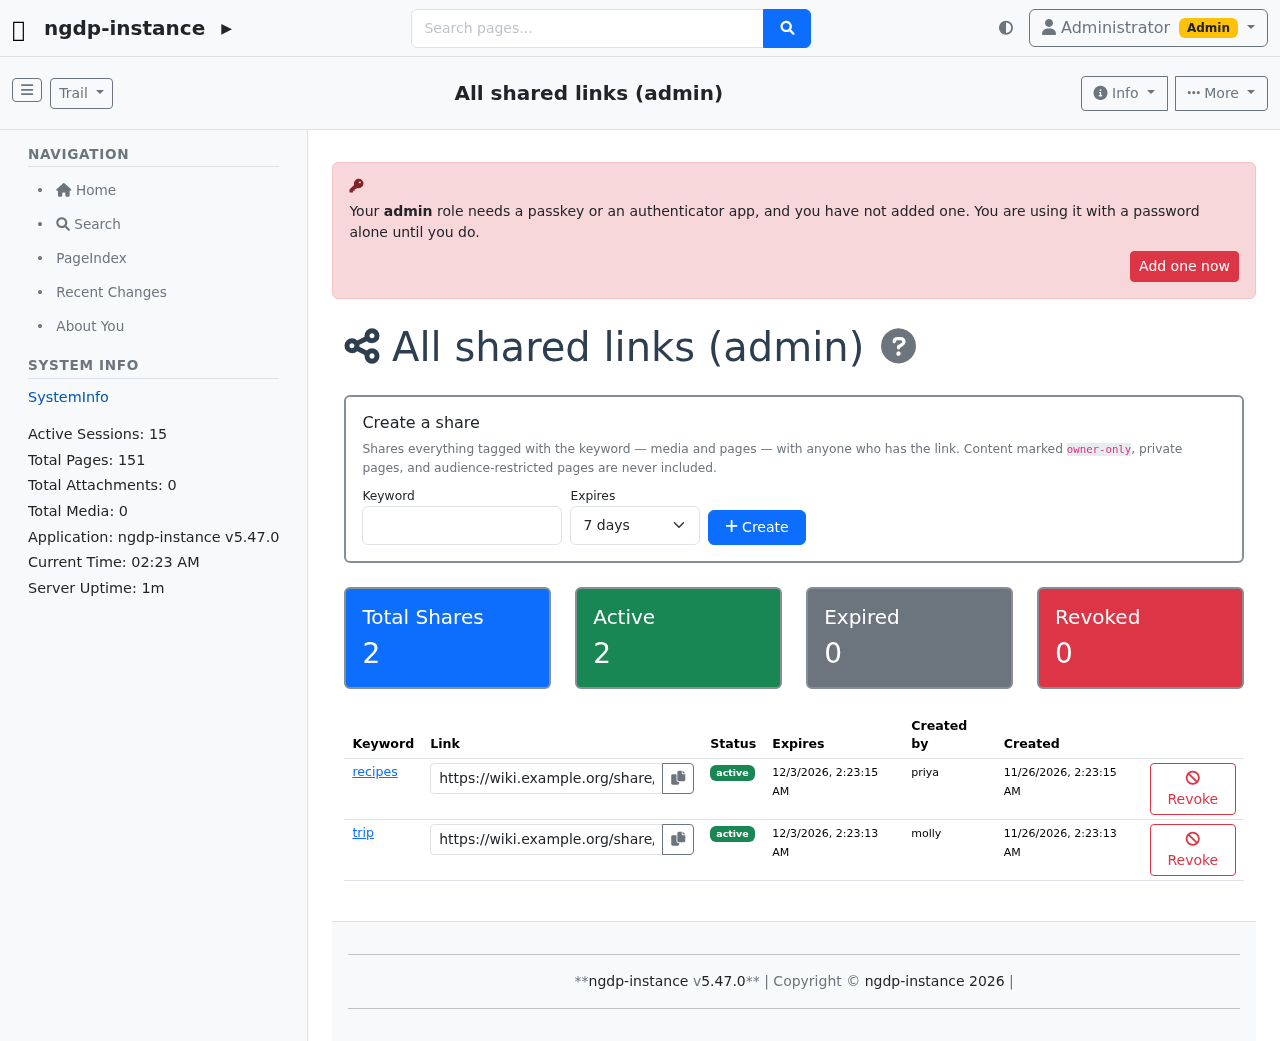 ngdp-instance ▶
Search pages...
Administrator Admin
Trail
All shared links (admin)
Info
More
NAVIGATION
• Home
• Search
• PageIndex
• Recent Changes
• About You
SYSTEM INFO
SystemInfo
Active Sessions: 15
Total Pages: 151
Total Attachments: 0
Total Media: 0
Application: ngdp-instance v5.47.0
Current Time: 02:23 AM
Server Uptime: 1m
Your admin role needs a passkey or an authenticator app, and you have not added one. You are using it with a password
alone until you do.
Add one now
All shared links (admin) ?
Create a share
Shares everything tagged with the keyword — media and pages — with anyone who has the link. Content marked owner-only, private
pages, and audience-restricted pages are never included.
Keyword Expires
7 days
+ Create
Total Shares
2
Active
2
Expired
0
Revoked
0
Keyword Link Status Expires Created by Created
recipes https://wiki.example.org/share, active 12/3/2026, 2:23:15 AM priya 11/26/2026, 2:23:15 AM Revoke
trip https://wiki.example.org/share, active 12/3/2026, 2:23:13 AM molly 11/26/2026, 2:23:13 AM Revoke
**ngdp-instance v5.47.0** | Copyright © ngdp-instance 2026 |